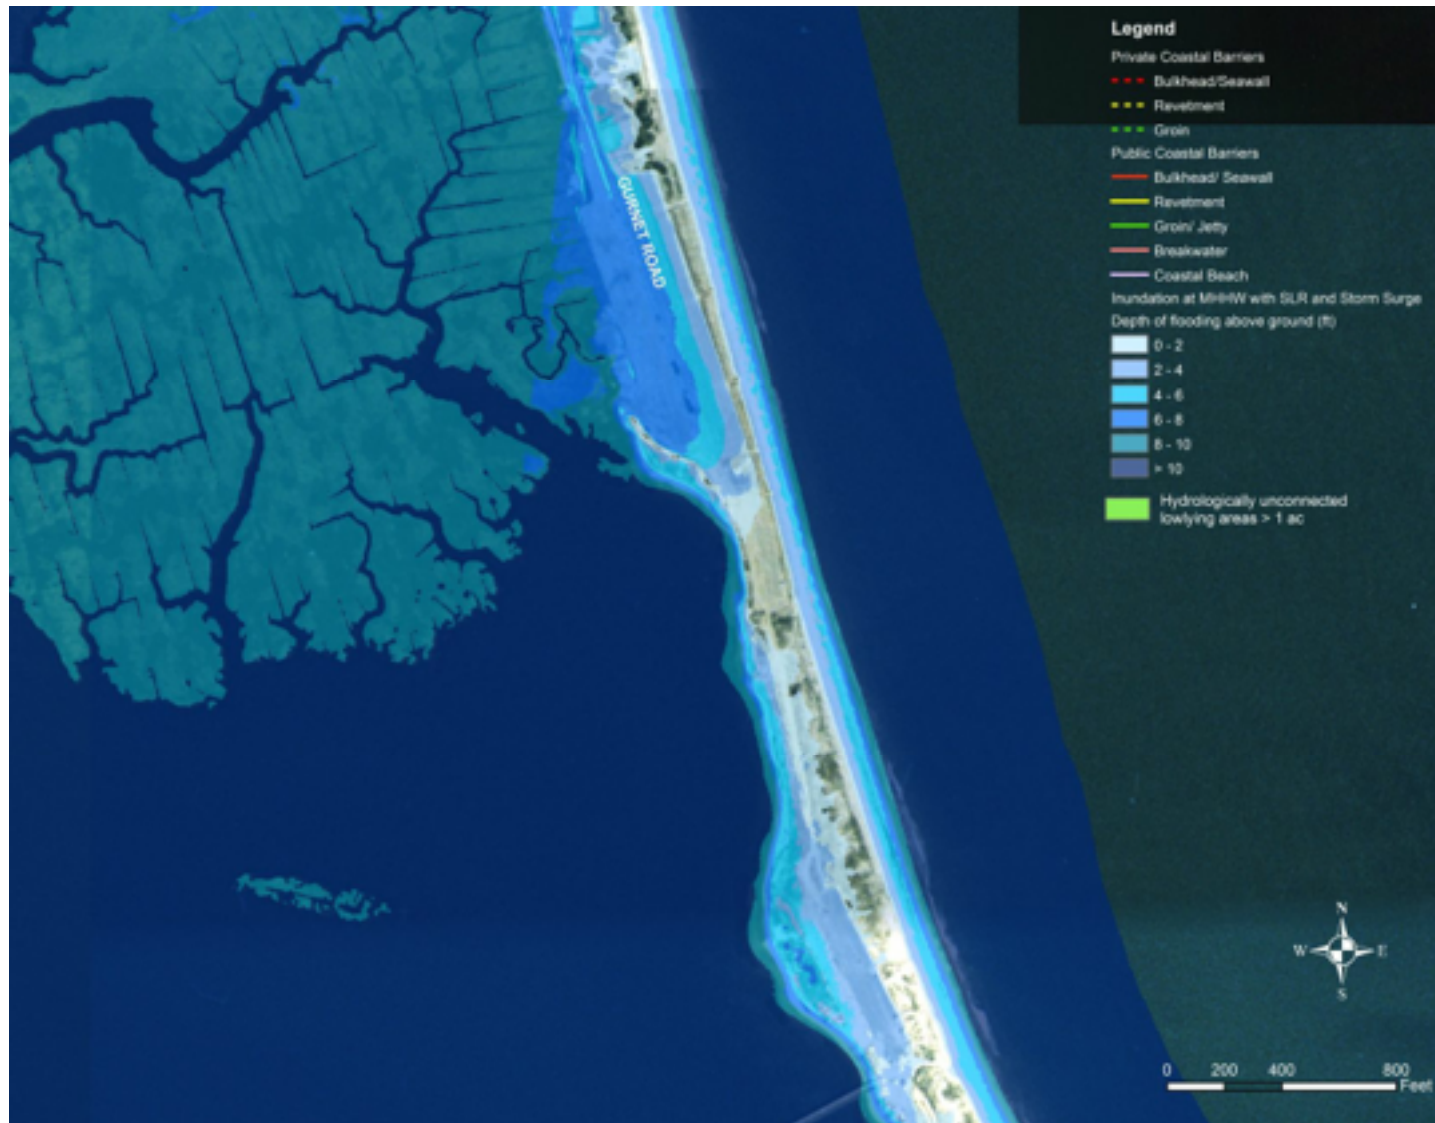 Legend
Private Coastal Barriers
Bulkhead/Seawall
Revetment
Groin
Public Coastal Barriers
Bulkhead/ Seawall
Revetment
Groin/ Jetty
Breakwater
Coastal Beach
Inundation at MHHW with SLR and Storm Surge
Depth of flooding above ground (ft)
0 - 2
2 - 4
4 - 6
6 - 8
8 - 10
> 10
Hydrologically unconnected
lowlying areas > 1 ac
GURNET ROAD
N
W E
S
0 200 400 800
Feet